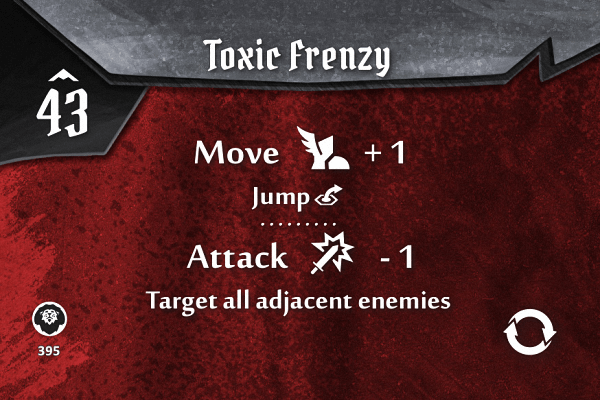 Toxic Frenzy
43
Move + 1
Jump
Attack - 1
Target all adjacent enemies
395